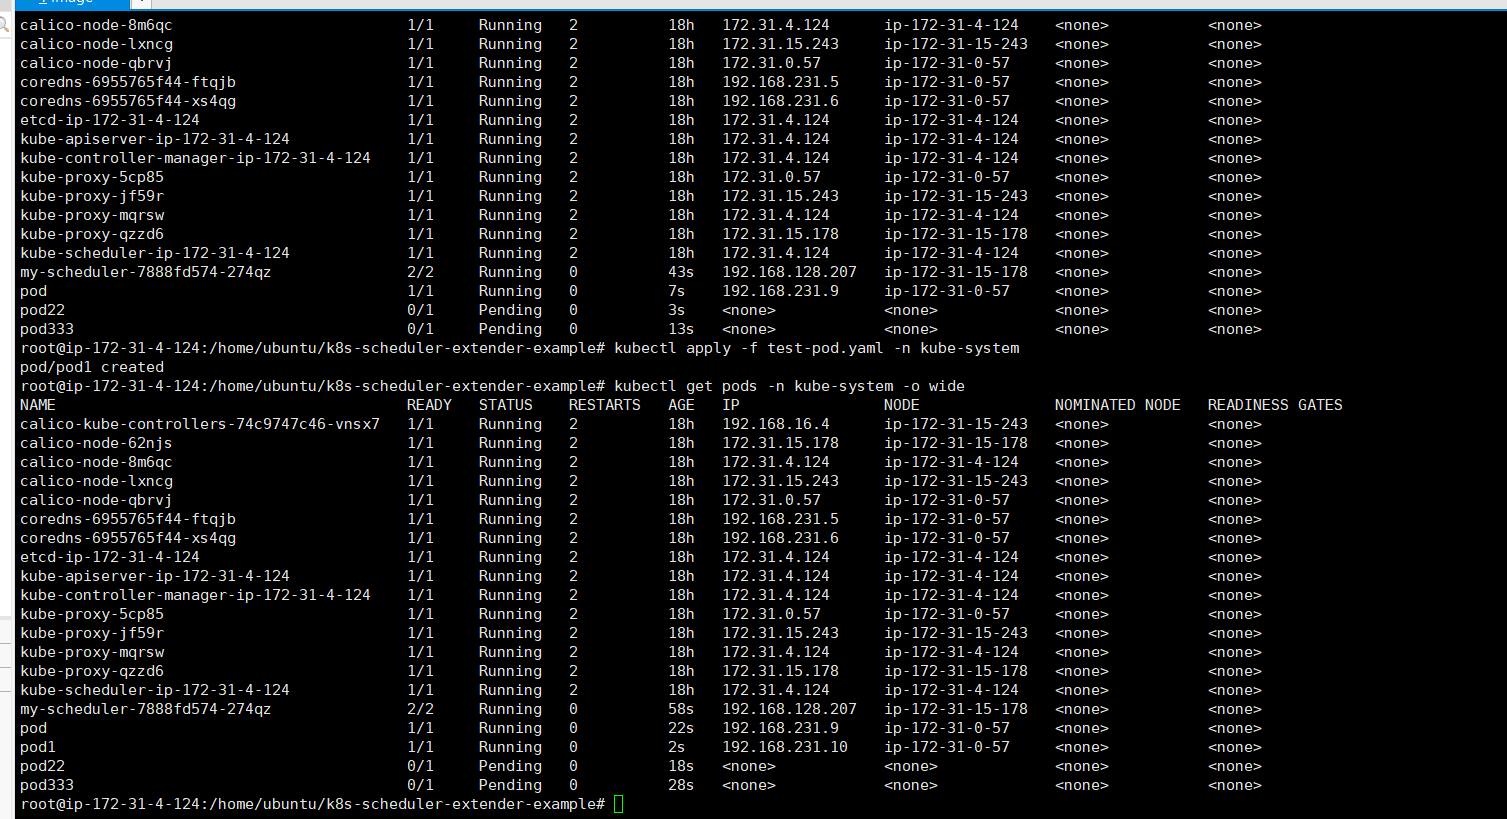 calico-node-8m6qc 1/1 Running 2 18h 172.31.4.124 ip-172-31-4-124 <none> <none>
calico-node-lxncg 1/1 Running 2 18h 172.31.15.243 ip-172-31-15-243 <none> <none>
calico-node-qbrvj 1/1 Running 2 18h 172.31.0.57 ip-172-31-0-57 <none> <none>
coredns-6955765f44-ftqjb 1/1 Running 2 18h 192.168.231.5 ip-172-31-0-57 <none> <none>
coredns-6955765f44-xs4qg 1/1 Running 2 18h 192.168.231.6 ip-172-31-0-57 <none> <none>
etcd-ip-172-31-4-124 1/1 Running 2 18h 172.31.4.124 ip-172-31-4-124 <none> <none>
kube-apiserver-ip-172-31-4-124 1/1 Running 2 18h 172.31.4.124 ip-172-31-4-124 <none> <none>
kube-controller-manager-ip-172-31-4-124 1/1 Running 2 18h 172.31.4.124 ip-172-31-4-124 <none> <none>
kube-proxy-5cp85 1/1 Running 2 18h 172.31.0.57 ip-172-31-0-57 <none> <none>
kube-proxy-jf59r 1/1 Running 2 18h 172.31.15.243 ip-172-31-15-243 <none> <none>
kube-proxy-mqrsw 1/1 Running 2 18h 172.31.4.124 ip-172-31-4-124 <none> <none>
kube-proxy-qzzd6 1/1 Running 2 18h 172.31.15.178 ip-172-31-15-178 <none> <none>
kube-scheduler-ip-172-31-4-124 1/1 Running 2 18h 172.31.4.124 ip-172-31-4-124 <none> <none>
my-scheduler-7888fd574-274qz 2/2 Running 0 43s 192.168.128.207 ip-172-31-15-178 <none> <none>
pod 1/1 Running 0 7s 192.168.231.9 ip-172-31-0-57 <none> <none>
pod22 0/1 Pending 0 3s <none> <none> <none> <none>
pod333 0/1 Pending 0 13s <none> <none> <none> <none>
root@ip-172-31-4-124:/home/ubuntu/k8s-scheduler-extender-example# kubectl apply -f test-pod.yaml -n kube-system
pod/pod1 created
root@ip-172-31-4-124:/home/ubuntu/k8s-scheduler-extender-example# kubectl get pods -n kube-system -o wide
NAME READY STATUS RESTARTS AGE IP NODE NOMINATED NODE READINESS GATES
calico-kube-controllers-74c9747c46-vnsx7 1/1 Running 2 18h 192.168.16.4 ip-172-31-15-243 <none> <none>
calico-node-62njs 1/1 Running 2 18h 172.31.15.178 ip-172-31-15-178 <none> <none>
calico-node-8m6qc 1/1 Running 2 18h 172.31.4.124 ip-172-31-4-124 <none> <none>
calico-node-lxncg 1/1 Running 2 18h 172.31.15.243 ip-172-31-15-243 <none> <none>
calico-node-qbrvj 1/1 Running 2 18h 172.31.0.57 ip-172-31-0-57 <none> <none>
coredns-6955765f44-ftqjb 1/1 Running 2 18h 192.168.231.5 ip-172-31-0-57 <none> <none>
coredns-6955765f44-xs4qg 1/1 Running 2 18h 192.168.231.6 ip-172-31-0-57 <none> <none>
etcd-ip-172-31-4-124 1/1 Running 2 18h 172.31.4.124 ip-172-31-4-124 <none> <none>
kube-apiserver-ip-172-31-4-124 1/1 Running 2 18h 172.31.4.124 ip-172-31-4-124 <none> <none>
kube-controller-manager-ip-172-31-4-124 1/1 Running 2 18h 172.31.4.124 ip-172-31-4-124 <none> <none>
kube-proxy-5cp85 1/1 Running 2 18h 172.31.0.57 ip-172-31-0-57 <none> <none>
kube-proxy-jf59r 1/1 Running 2 18h 172.31.15.243 ip-172-31-15-243 <none> <none>
kube-proxy-mqrsw 1/1 Running 2 18h 172.31.4.124 ip-172-31-4-124 <none> <none>
kube-proxy-qzzd6 1/1 Running 2 18h 172.31.15.178 ip-172-31-15-178 <none> <none>
kube-scheduler-ip-172-31-4-124 1/1 Running 2 18h 172.31.4.124 ip-172-31-4-124 <none> <none>
my-scheduler-7888fd574-274qz 2/2 Running 0 58s 192.168.128.207 ip-172-31-15-178 <none> <none>
pod 1/1 Running 0 22s 192.168.231.9 ip-172-31-0-57 <none> <none>
pod1 1/1 Running 0 2s 192.168.231.10 ip-172-31-0-57 <none> <none>
pod22 0/1 Pending 0 18s <none> <none> <none> <none>
pod333 0/1 Pending 0 28s <none> <none> <none> <none>
root@ip-172-31-4-124:/home/ubuntu/k8s-scheduler-extender-example#